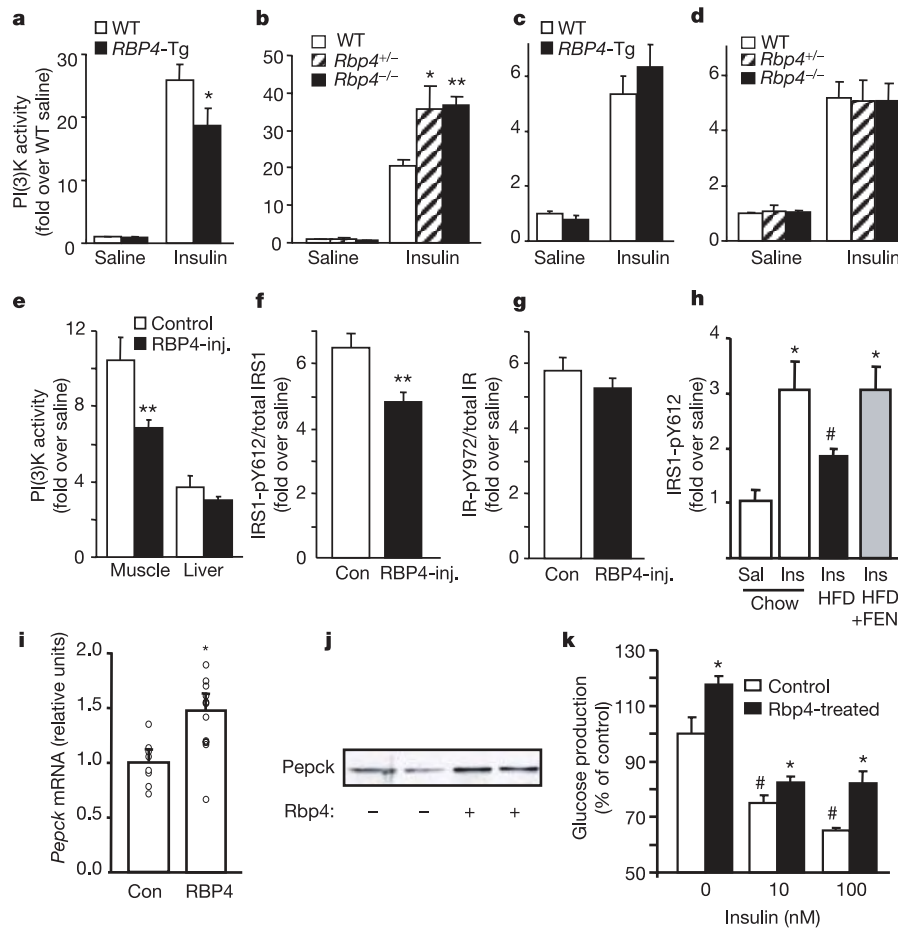 a
WT
RBP4-Tg
PI(3)K activity
(fold over WT saline)
30
20
10
0
*
Saline Insulin
b
WT
Rbp4+/−
Rbp4−/−
50
40
30
20
10
0
* **
Saline Insulin
c
WT
RBP4-Tg
6
4
2
0
Saline Insulin
d
WT
Rbp4+/−
Rbp4−/−
6
4
2
0
Saline Insulin
e
Control
RBP4-inj.
PI(3)K activity
(fold over saline)
12
8
4
0
**
Muscle Liver
f
IRS1-pY612/total IRS1
(fold over saline)
6
4
2
0
**
Con RBP4-inj.
g
IR-pY972/total IR
(fold over saline)
6
4
2
0
Con RBP4-inj.
h
IRS1-pY612
(fold over saline)
4
3
2
1
* # *
Sal Ins Ins Ins
Chow HFD HFD
+FEN
i
Pepck mRNA (relative units)
2.0
1.5
1.0
0.5
0.0
*
Con RBP4
j
Pepck
Rbp4: − − + +
k
Control
Rbp4-treated
Glucose production
(% of control)
130
110
90
70
50
*
# *
# *
0 10 100
Insulin (nM)